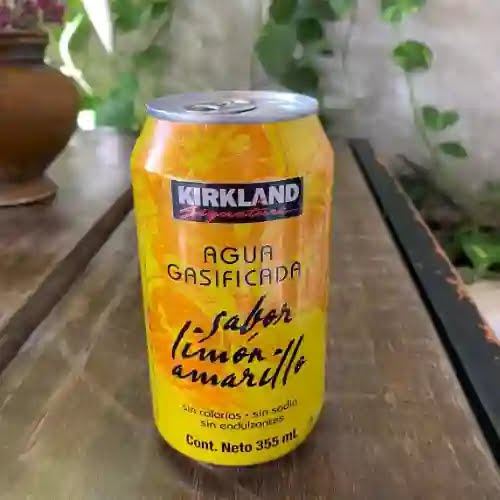 KIRKLAND
Signature
AGUA
GASIFICADA
sabor
limón
amarillo
sin calorías • sin sodio
sin endulzantes
Cont. Neto 355 mL